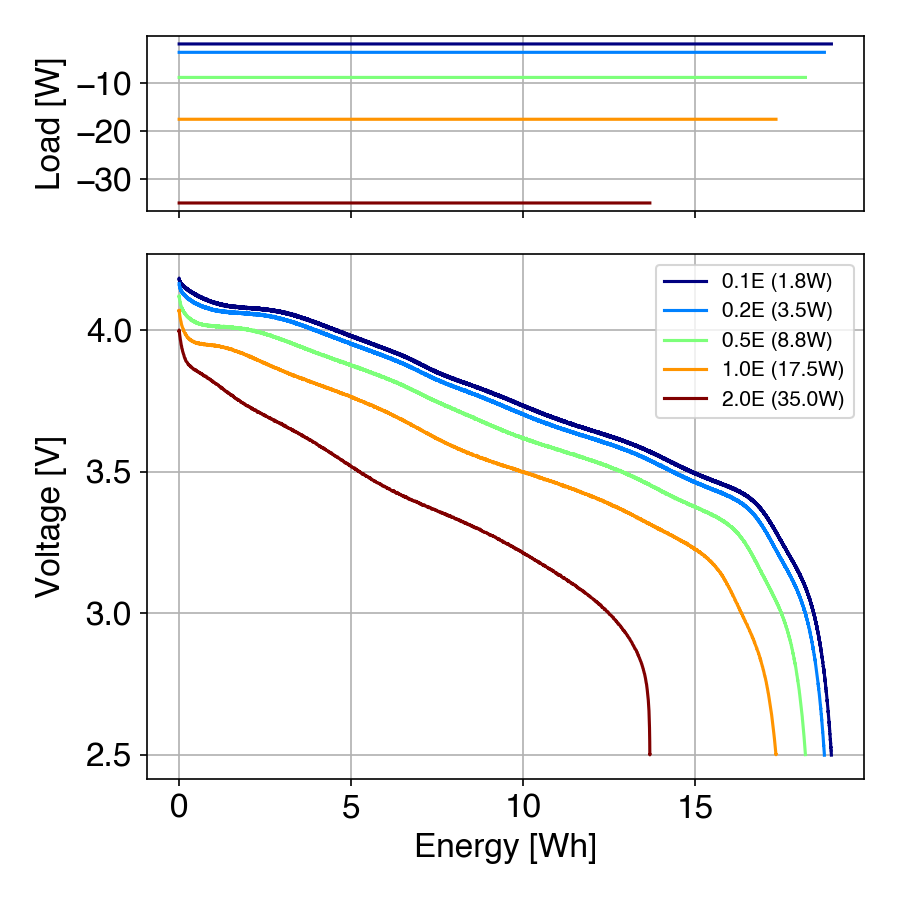 Load [W]
−10
−20
−30
Voltage [V]
4.0
3.5
3.0
2.5
0.1E (1.8W)
0.2E (3.5W)
0.5E (8.8W)
1.0E (17.5W)
2.0E (35.0W)
0 5 10 15
Energy [Wh]